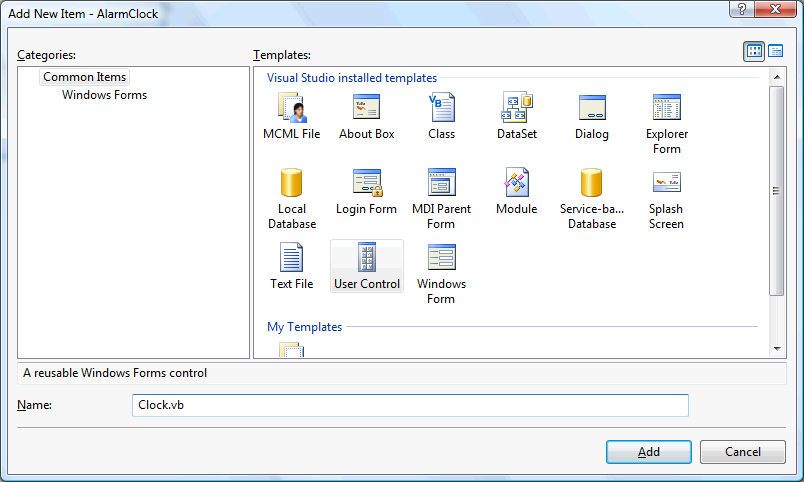 Add New Item - AlarmClock
Categories:
Templates:
Common Items
Windows Forms
Visual Studio installed templates
MCML File
About Box
Class
DataSet
Dialog
Explorer
Form
Local
Database
Login Form
MDI Parent
Form
Module
Service-ba...
Database
Splash
Screen
Text File
User Control
Windows
Form
My Templates
A reusable Windows Forms control
Name:
Clock.vb
Add
Cancel